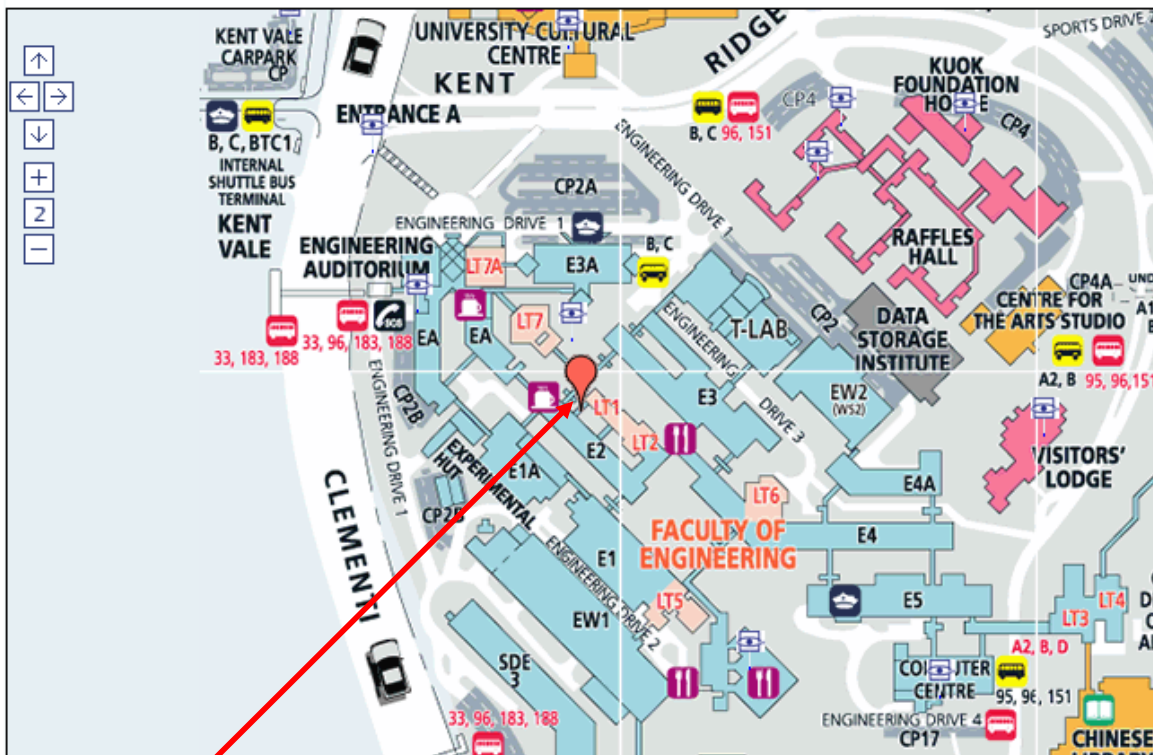 KENT VALE
CARPARK
CP
UNIVERSITY CULTURAL
CENTRE
KENT
RIDGE
SPORTS DRIVE
KUOK
FOUNDATION
CP4
CP4
ENTRANCE A
B, C 96, 151
B, C, BTC1
INTERNAL
SHUTTLE BUS
TERMINAL
KENT
VALE
ENGINEERING DRIVE 1
CP2A
ENGINEERING DRIVE 1
ENGINEERING
AUDITORIUM
LT7A
E3A
B, C
RAFFLES
HALL
CP4A
CENTRE FOR
THE ARTS STUDIO
A2, B
95, 96, 151
2
33, 183, 188
33, 96, 183, 188
SOS
EA
EA
LT7
ENGINEERING
DRIVE 3
T-LAB
CP2
DATA
STORAGE
INSTITUTE
EW2
(WS2)
E3
CP2B
ENGINEERING DRIVE 1
LT1
LT2
E2
EXPERIMENTAL
HUT
E1A
CP2B
VISITORS'
LODGE
E4A
LT6
E4
FACULTY OF
ENGINEERING
CLEMENTI
E1
ENGINEERING DRIVE 2
EW1
LT5
E5
LT3
LT4
SDE
3
A2, B, D
CENTRE
95, 96, 151
33, 96, 183, 188
ENGINEERING DRIVE 4
CP17
CHINESE